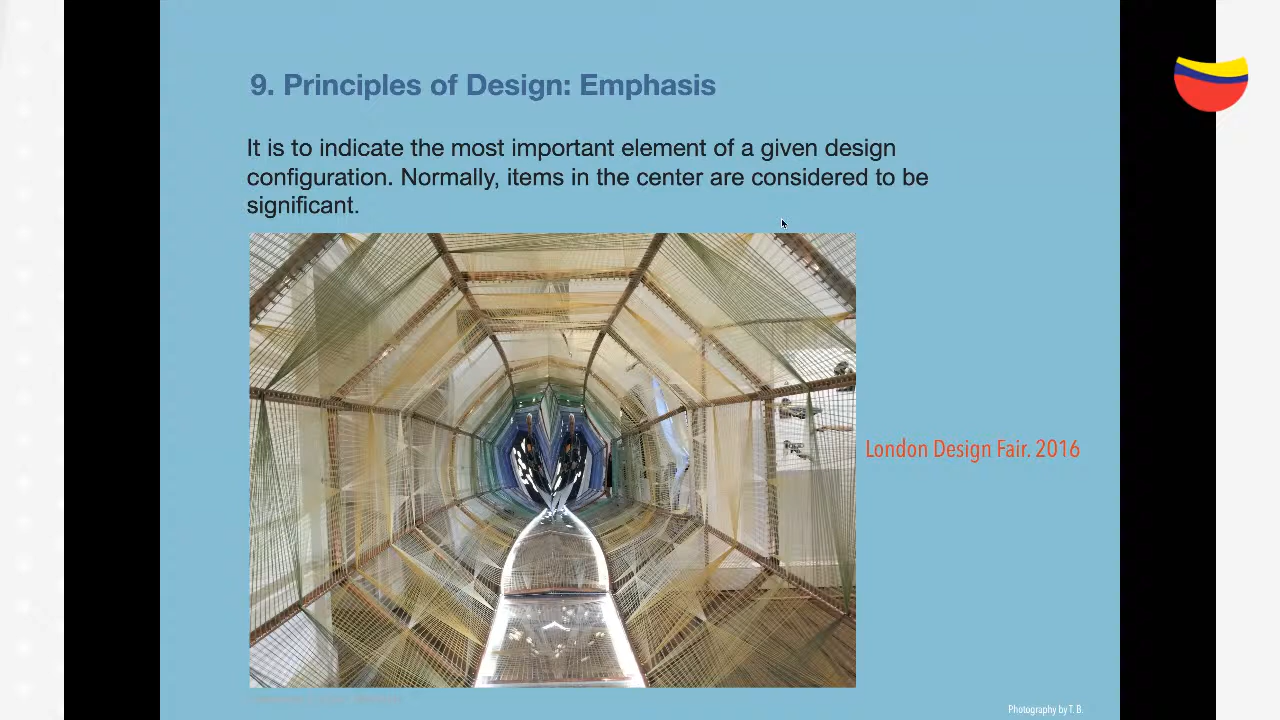 9. Principles of Design: Emphasis
It is to indicate the most important element of a given design
configuration. Normally, items in the center are considered to be
significant.
London Design Fair. 2016
Photography by T. B.